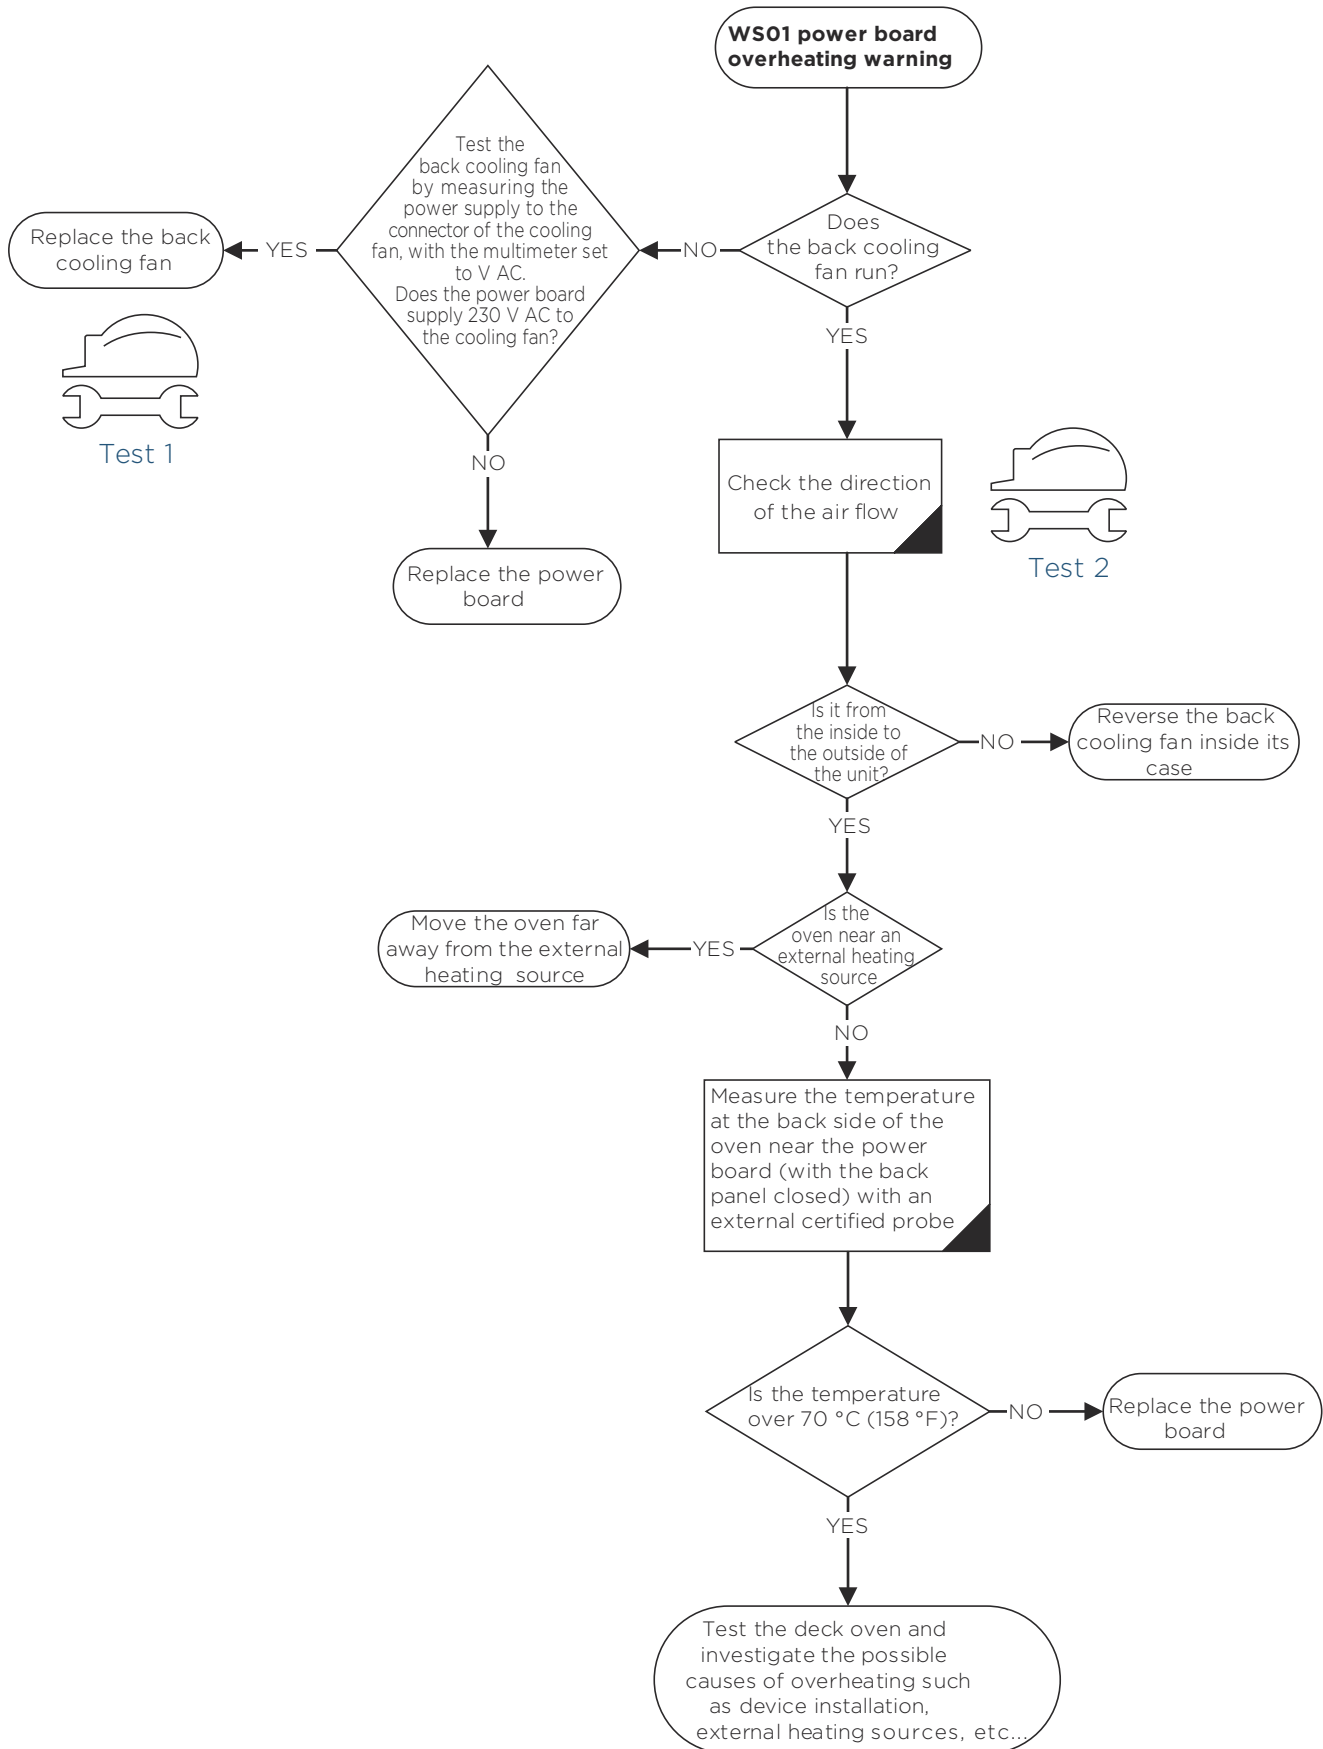 WS01 power board
overheating warning
Does
the back cooling
fan run?
NO
Test the
back cooling fan
by measuring the
power supply to the
connector of the cooling
fan, with the multimeter set
to V AC.
Does the power board
supply 230 V AC to
the cooling fan?
YES
Replace the back
cooling fan
Test 1
NO
Replace the power
board
YES
Check the direction
of the air flow
Test 2
Is it from
the inside to
the outside of
the unit?
NO
Reverse the back
cooling fan inside its
case
YES
Is the
oven near an
external heating
source
YES
Move the oven far
away from the external
heating source
NO
Measure the temperature
at the back side of the
oven near the power
board (with the back
panel closed) with an
external certified probe
Is the temperature
over 70 °C (158 °F)?
NO
Replace the power
board
YES
Test the deck oven and
investigate the possible
causes of overheating such
as device installation,
external heating sources, etc...